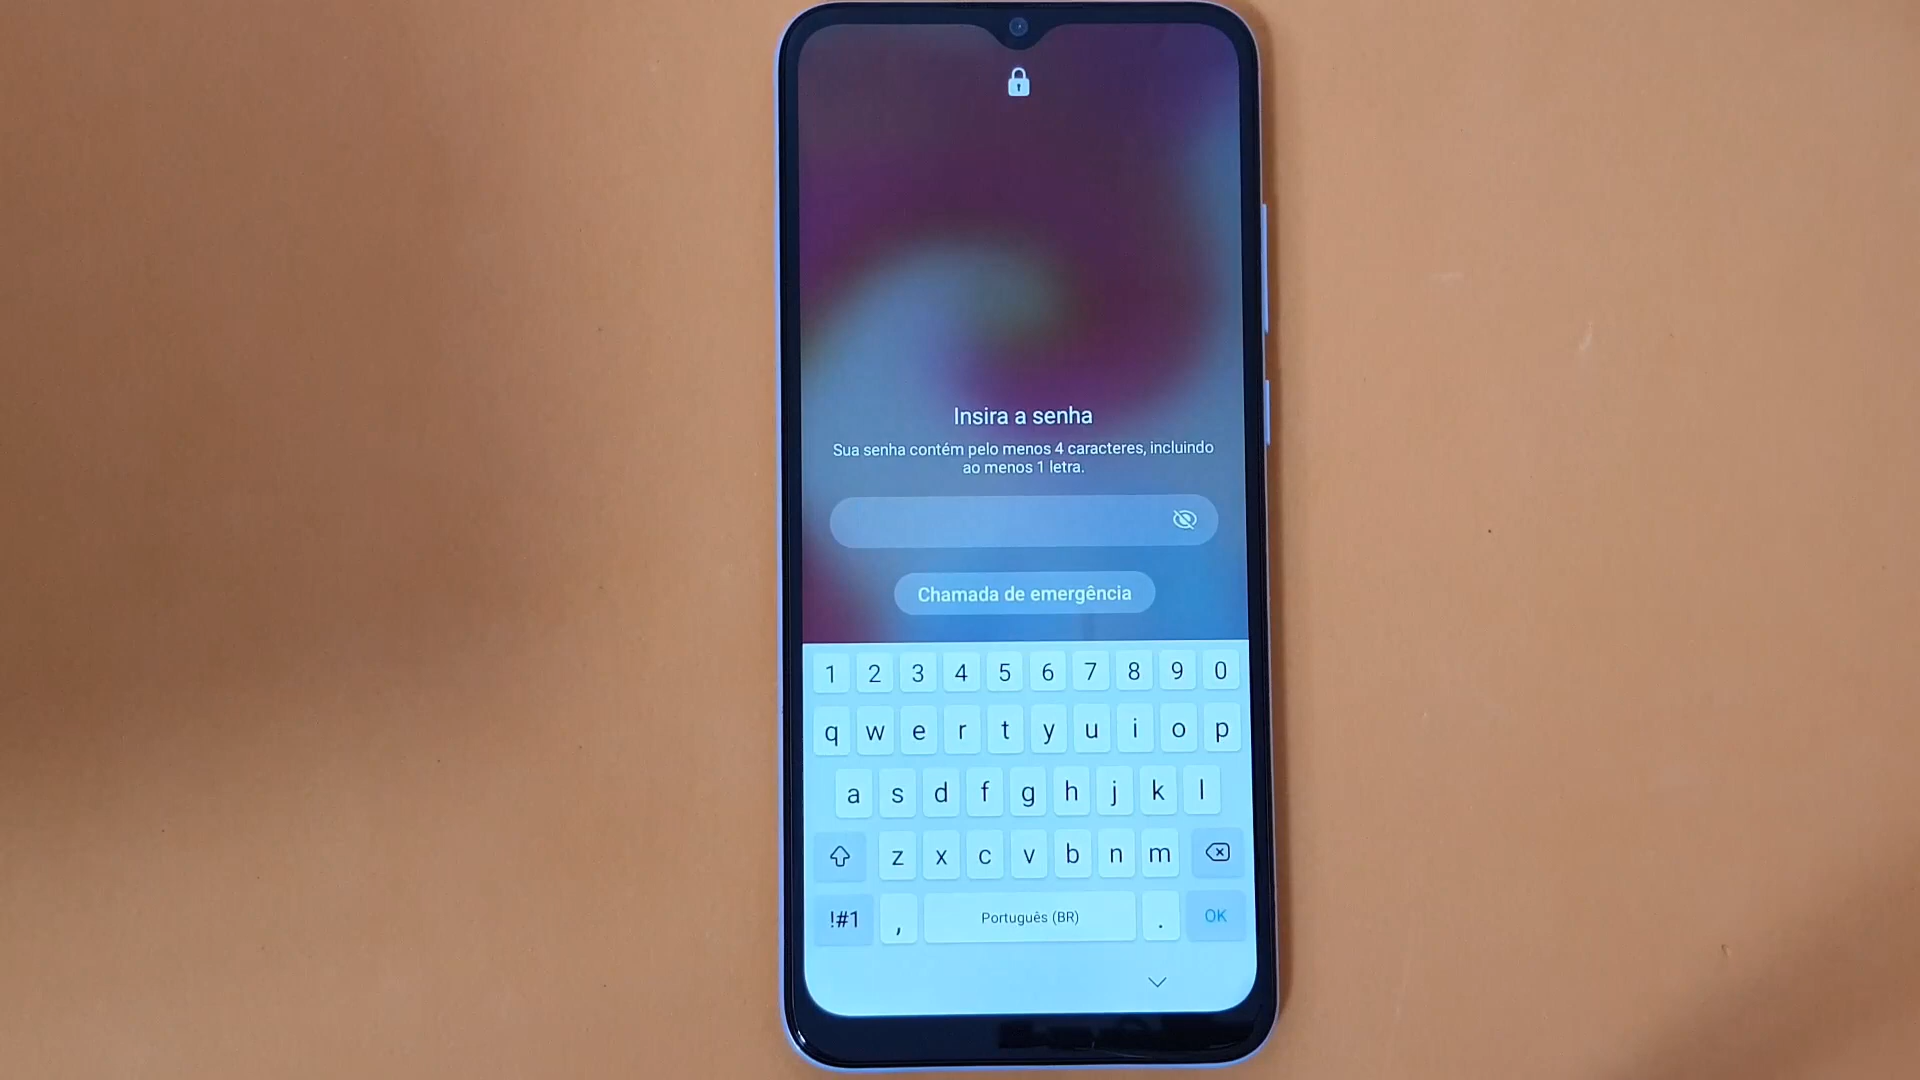 Insira a senha
Sua senha contém pelo menos 4 caracteres, incluindo
ao menos 1 letra.
Chamada de emergência
1 2 3 4 5 6 7 8 9 0
q w e r t y u i o p
a s d f g h j k l
z x c v b n m
!#1 , Português (BR) . OK